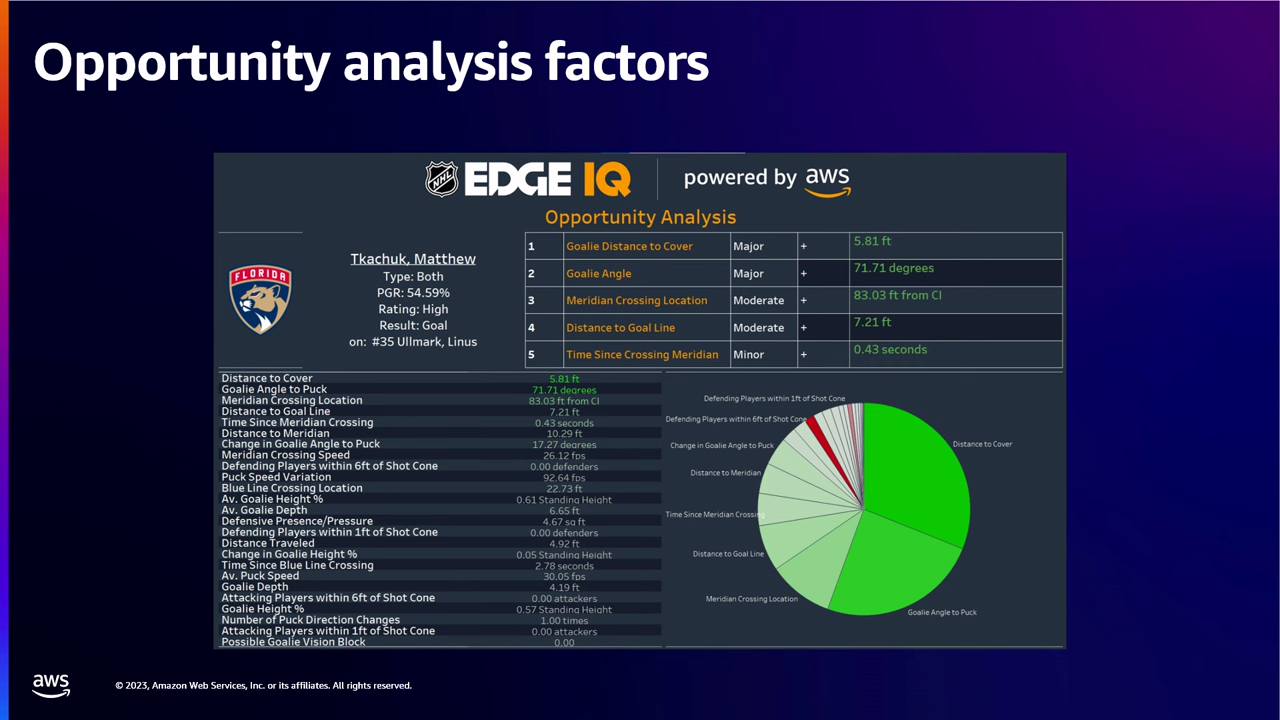 Opportunity analysis factors
NHL EDGE IQ powered by aws
Opportunity Analysis
FLORIDA
Tkachuk, Matthew
Type: Both
PGR: 54.59%
Rating: High
Result: Goal
on: #35 Ullmark, Linus
1 Goalie Distance to Cover Major + 5.81 ft
2 Goalie Angle Major + 71.71 degrees
3 Meridian Crossing Location Moderate + 83.03 ft from CI
4 Distance to Goal Line Moderate + 7.21 ft
5 Time Since Crossing Meridian Minor + 0.43 seconds
Distance to Cover 5.81 ft
Goalie Angle to Puck 71.71 degrees
Meridian Crossing Location 83.03 ft from CI
Distance to Goal Line 7.21 ft
Time Since Meridian Crossing 0.43 seconds
Distance to Meridian 10.29 ft
Change in Goalie Angle to Puck 17.27 degrees
Meridian Crossing Speed 26.12 fps
Defending Players within 6ft of Shot Cone 0.00 defenders
Puck Speed Variation 92.64 fps
Blue Line Crossing Location 22.73 ft
Av. Goalie Height % 0.61 Standing Height
Av. Goalie Depth 6.65 ft
Defensive Presence/Pressure 4.67 sq ft
Defending Players within 1ft of Shot Cone 0.00 defenders
Distance Traveled 4.92 ft
Change in Goalie Height % 0.05 Standing Height
Time Since Blue Line Crossing 2.78 seconds
Av. Puck Speed 30.05 fps
Goalie Depth 4.19 ft
Attacking Players within 6ft of Shot Cone 0.00 attackers
Goalie Height % 0.57 Standing Height
Number of Puck Direction Changes 1.00 times
Attacking Players within 1ft of Shot Cone 0.00 attackers
Possible Goalie Vision Block 0.00
Defending Players within 1ft of Shot Cone
Defending Players within 6ft of Shot Cone
Change in Goalie Angle to Puck
Distance to Cover
Distance to Meridian
Time Since Meridian Crossing
Distance to Goal Line
Meridian Crossing Location
Goalie Angle to Puck
aws
© 2023, Amazon Web Services, Inc. or its affiliates. All rights reserved.